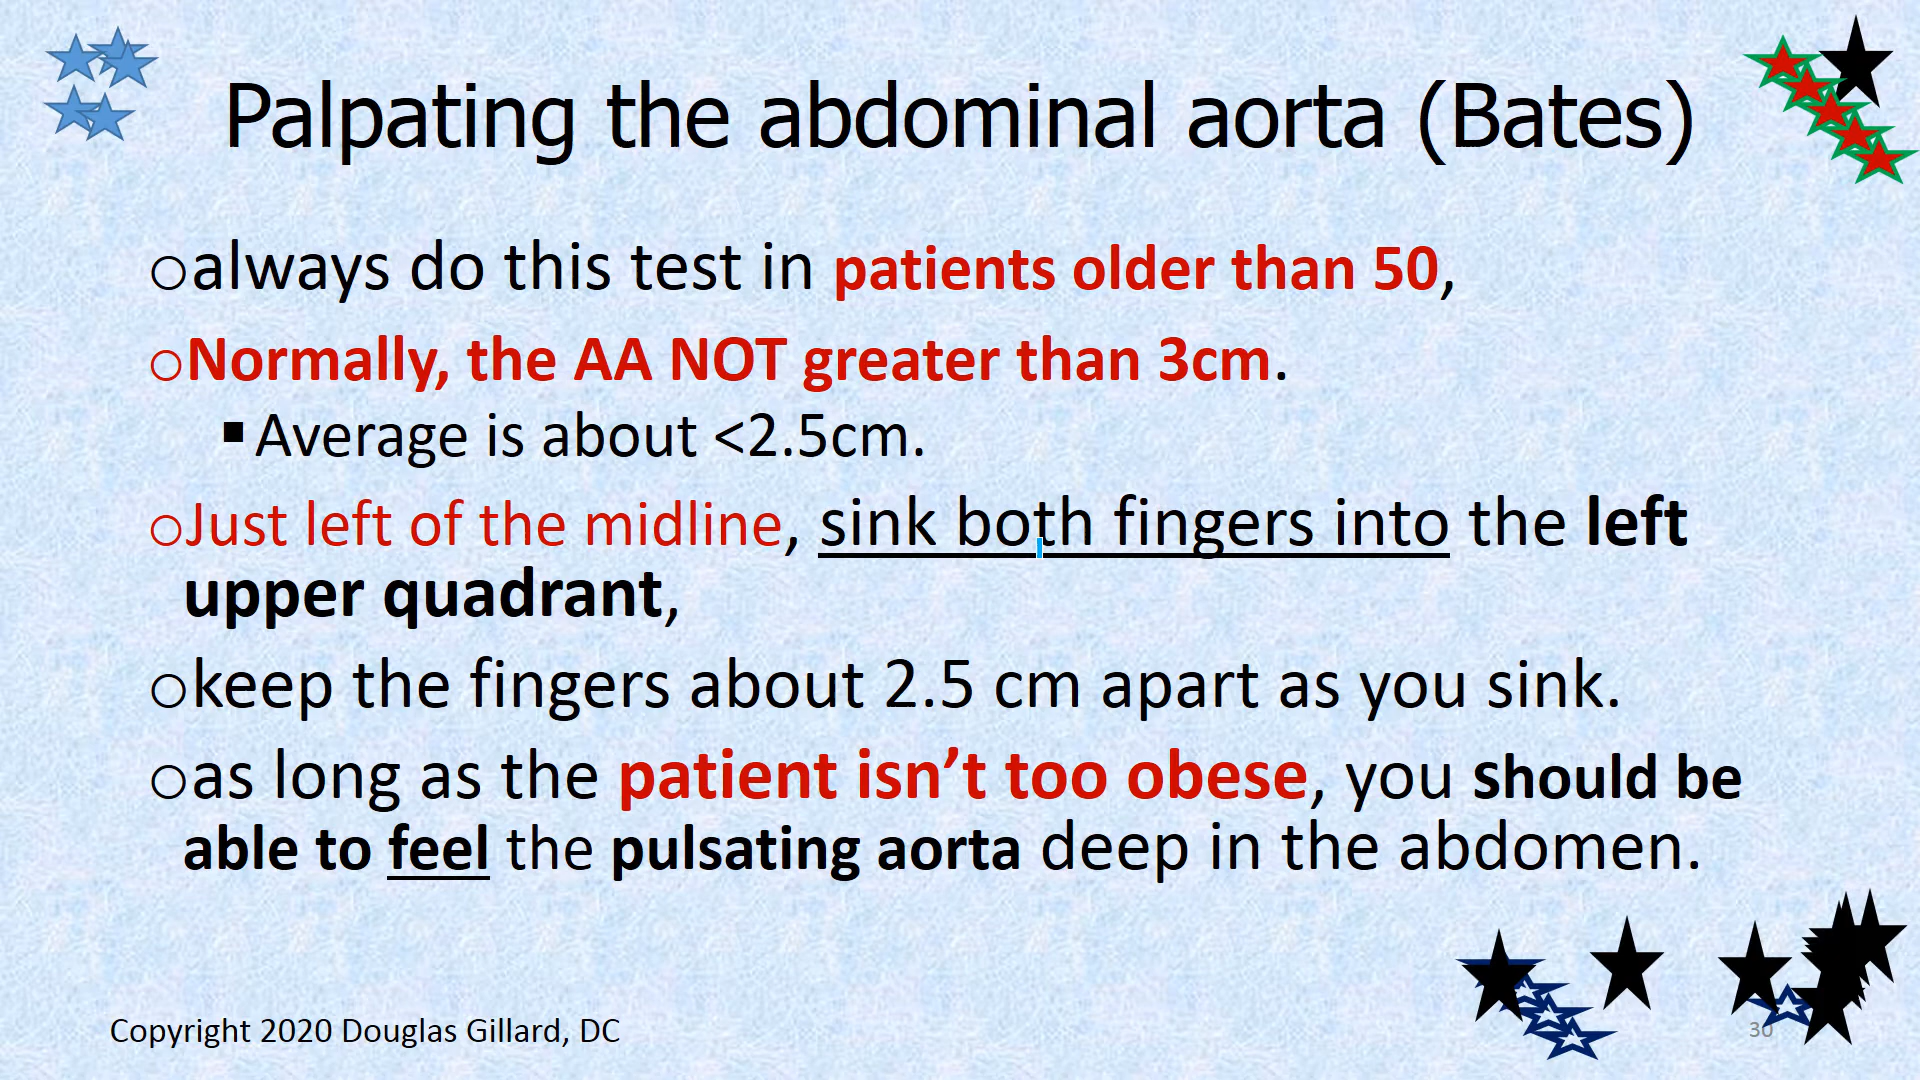 Palpating the abdominal aorta (Bates)
○always do this test in patients older than 50,
○Normally, the AA NOT greater than 3cm.
▪Average is about <2.5cm.
○Just left of the midline, sink both fingers into the left
upper quadrant,
○keep the fingers about 2.5 cm apart as you sink.
○as long as the patient isn’t too obese, you should be
able to feel the pulsating aorta deep in the abdomen.
Copyright 2020 Douglas Gillard, DC
30